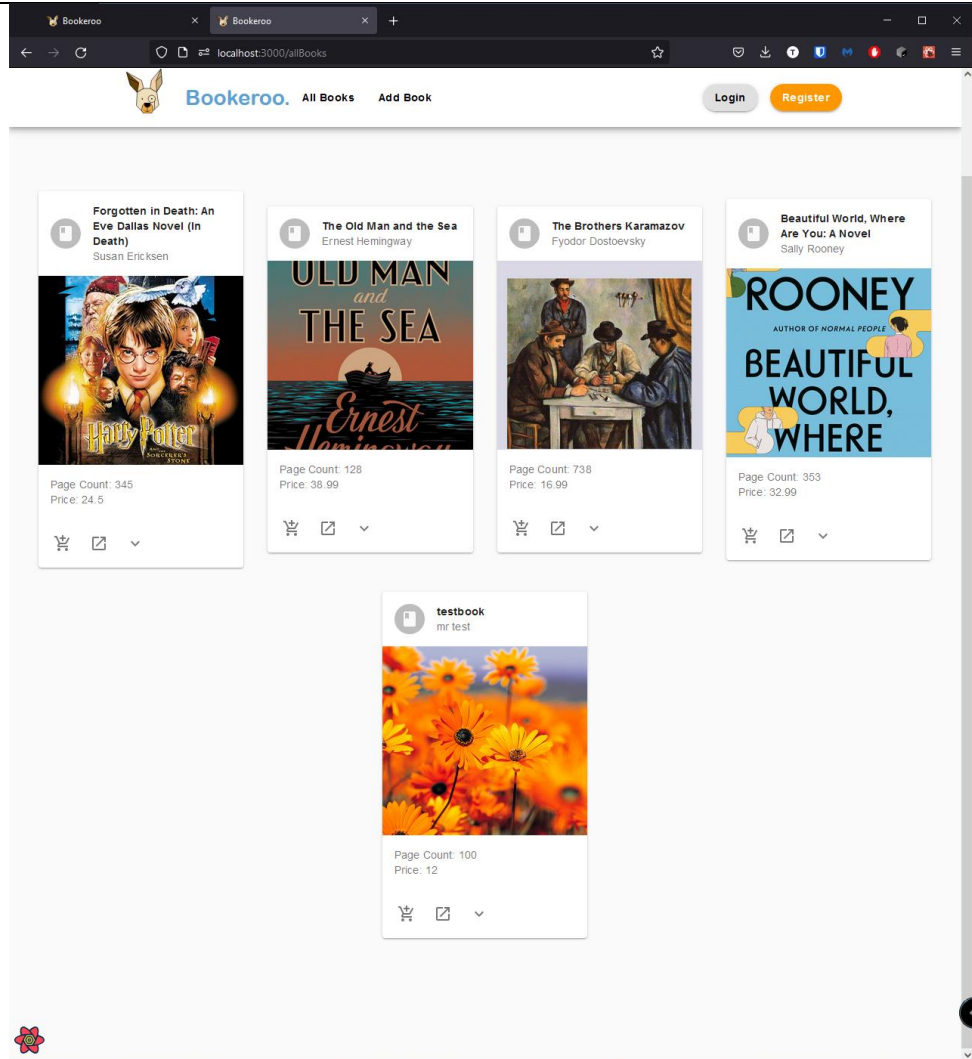 Bookeroo
Bookeroo
localhost:3000/allBooks
Bookeroo.
All Books
Add Book
Login
Register
Forgotten in Death: An
Eve Dallas Novel (In
Death)
Susan Ericksen
Harry Potter
AND THE
SORCERER'S
STONE
Page Count: 345
Price: 24.5
The Old Man and the Sea
Ernest Hemingway
OLD MAN
and
THE SEA
Ernest
Hemingway
Page Count: 128
Price: 38.99
The Brothers Karamazov
Fyodor Dostoevsky
Page Count: 738
Price: 16.99
Beautiful World, Where
Are You: A Novel
Sally Rooney
ROONEY
AUTHOR OF NORMAL PEOPLE
BEAUTIFUL
WORLD,
WHERE
Page Count: 353
Price: 32.99
testbook
mr test
Page Count: 100
Price: 12